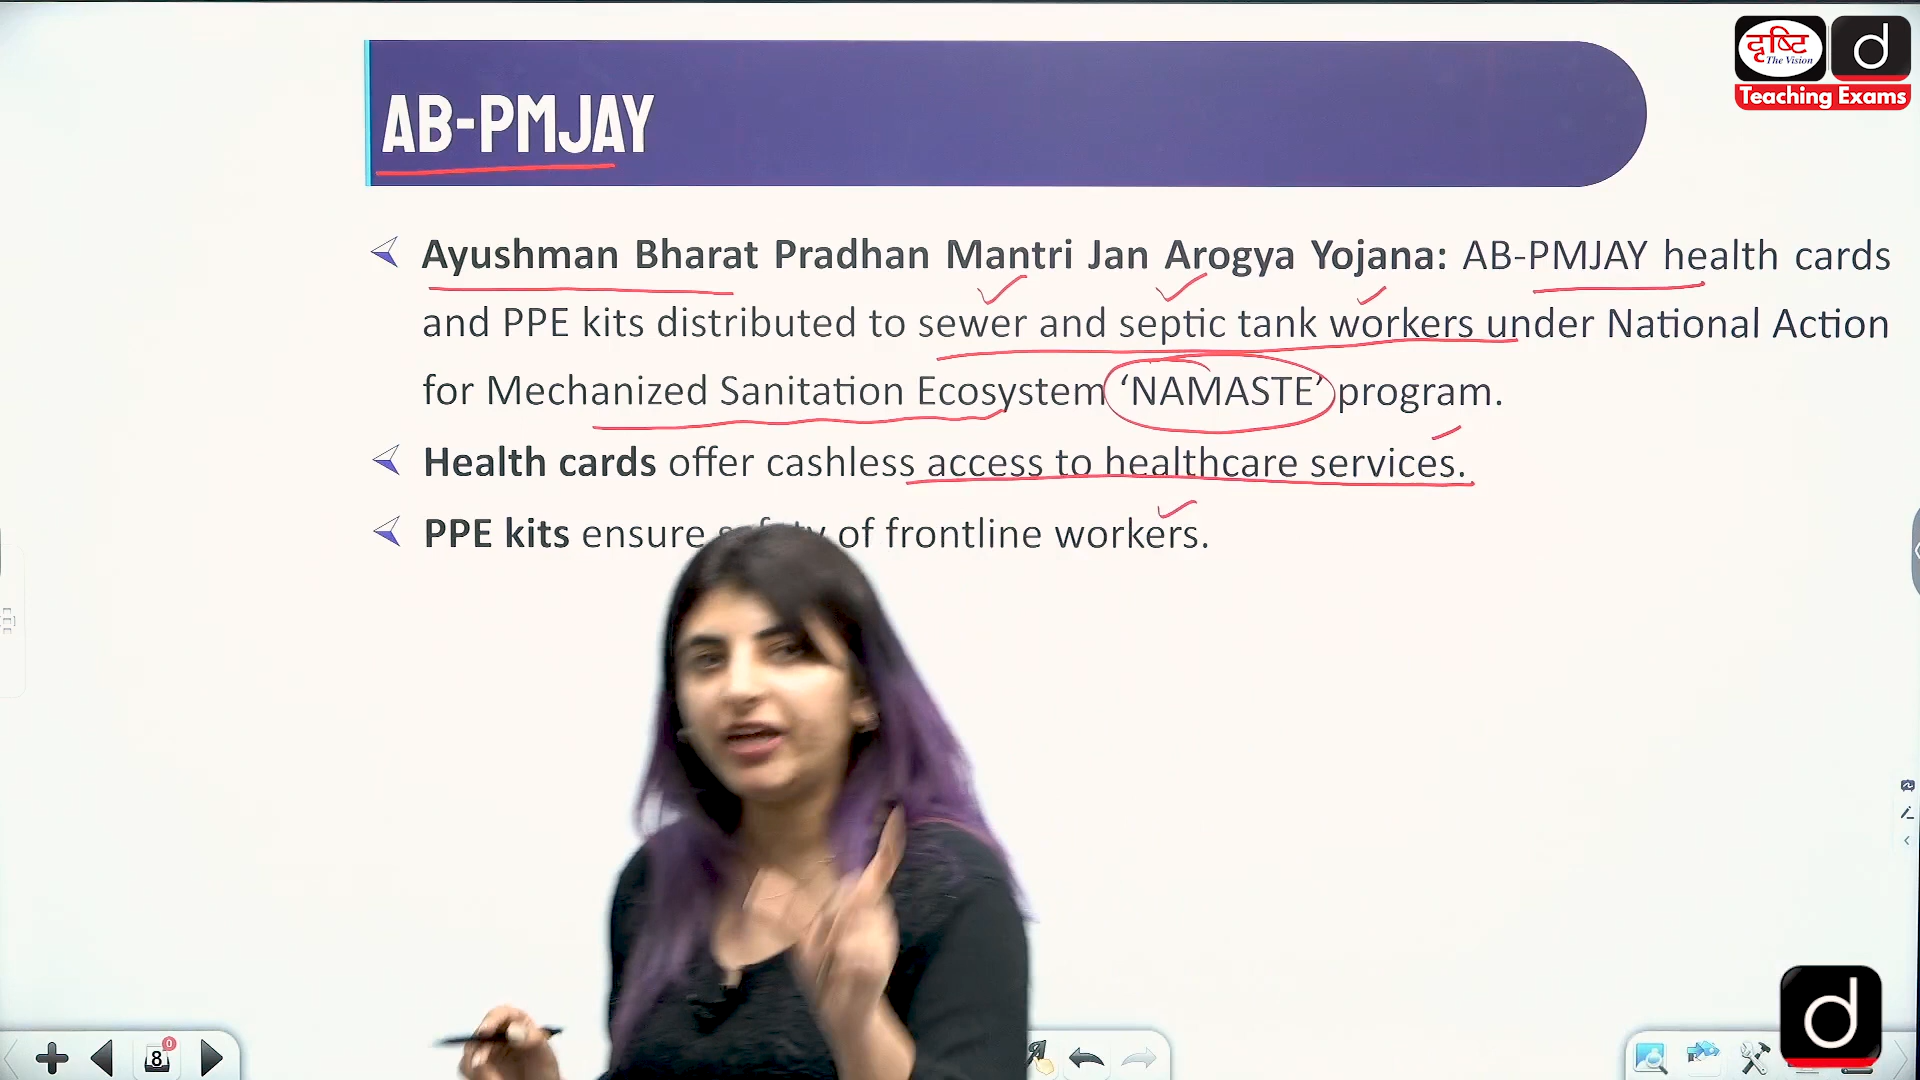 दृष्टि
The Vision
d
Teaching Exams
AB-PMJAY
Ayushman Bharat Pradhan Mantri Jan Arogya Yojana: AB-PMJAY health cards
and PPE kits distributed to sewer and septic tank workers under National Action
for Mechanized Sanitation Ecosystem ‘NAMASTE’ program.
Health cards offer cashless access to healthcare services.
PPE kits ensure safety of frontline workers.
8
0
d